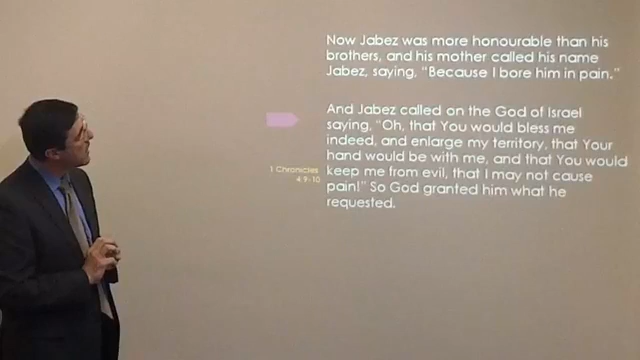 Now Jabez was more honourable than his
brothers, and his mother called his name
Jabez, saying, "Because I bore him in pain."
And Jabez called on the God of Israel
saying, "Oh, that You would bless me
indeed, and enlarge my territory, that Your
hand would be with me, and that You would
keep me from evil, that I may not cause
pain!" So God granted him what he
requested.
1 Chronicles
4:9-10